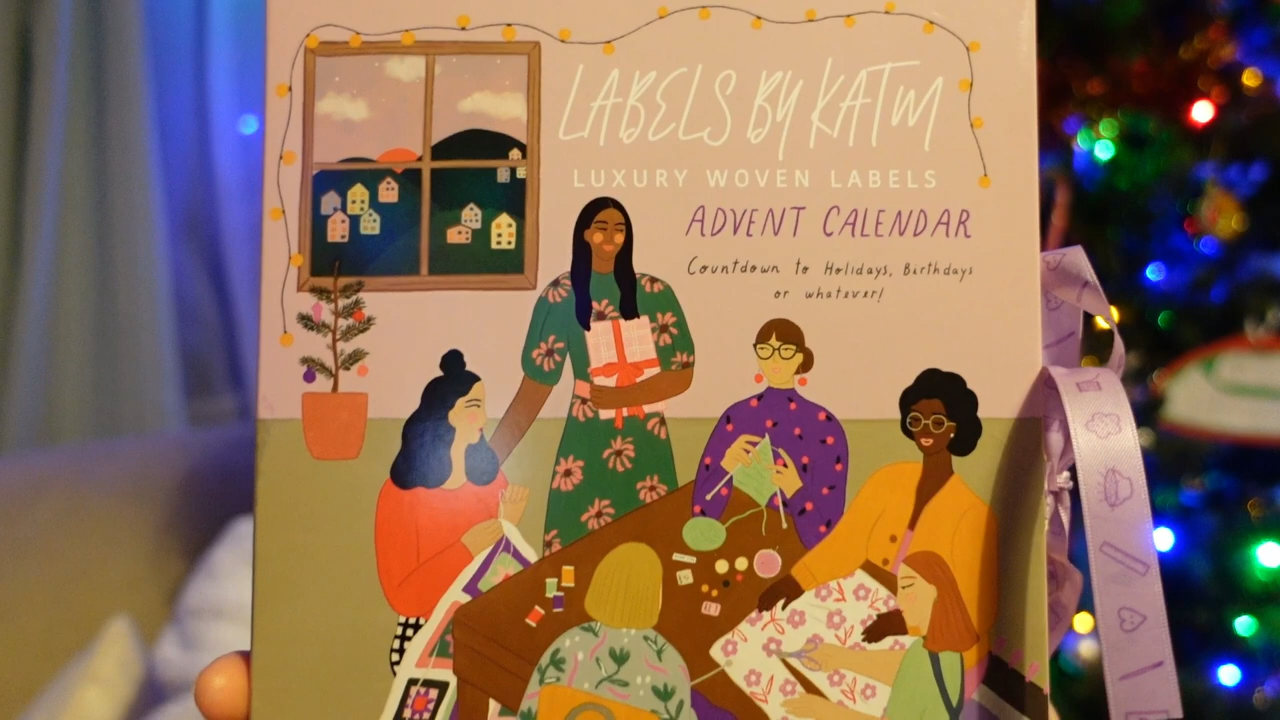 LABELS BY KATM
LUXURY WOVEN LABELS
ADVENT CALENDAR
Countdown to Holidays, Birthdays
or whatever!